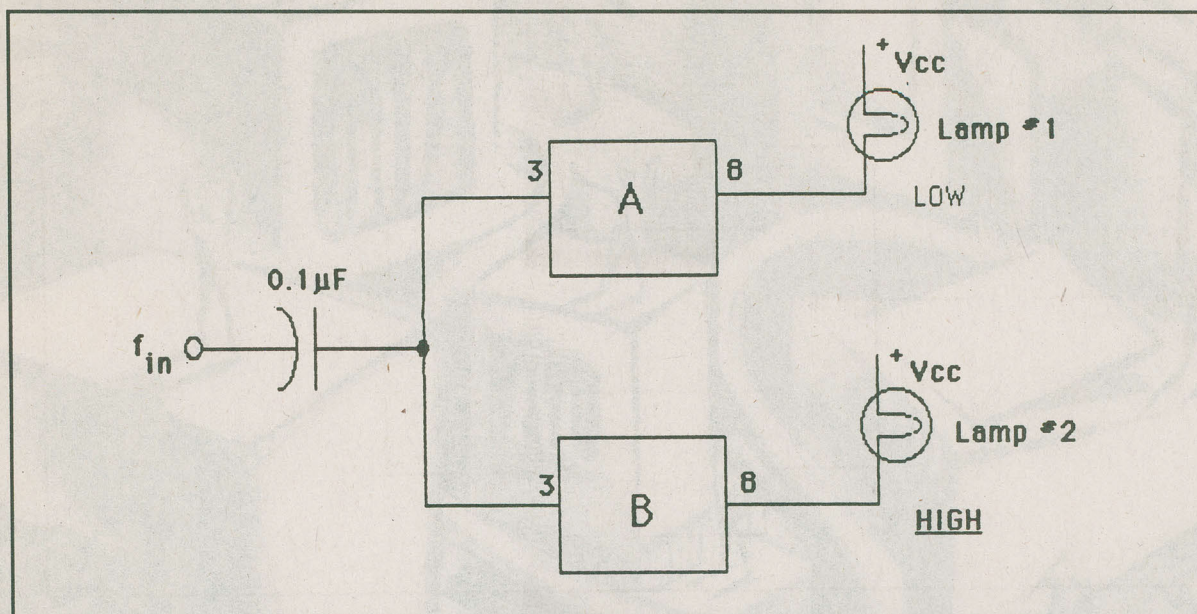 +
Vcc
Lamp #1
3
8
A
LOW
0.1µF
f in
+
Vcc
Lamp #2
3
8
B
HIGH